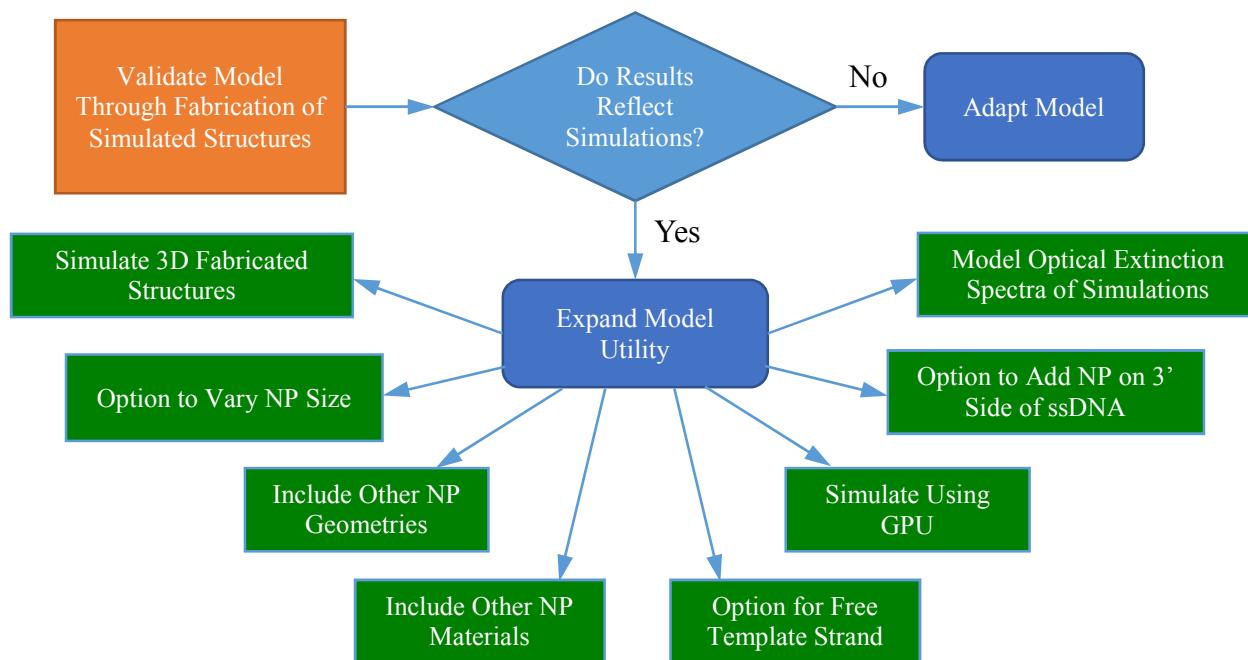 Validate Model
Through Fabrication of
Simulated Structures
Do Results
Reflect
Simulations?
No
Adapt Model
Yes
Simulate 3D Fabricated
Structures
Expand Model
Utility
Model Optical Extinction
Spectra of Simulations
Option to Vary NP Size
Option to Add NP on 3’
Side of ssDNA
Include Other NP
Geometries
Simulate Using
GPU
Include Other NP
Materials
Option for Free
Template Strand